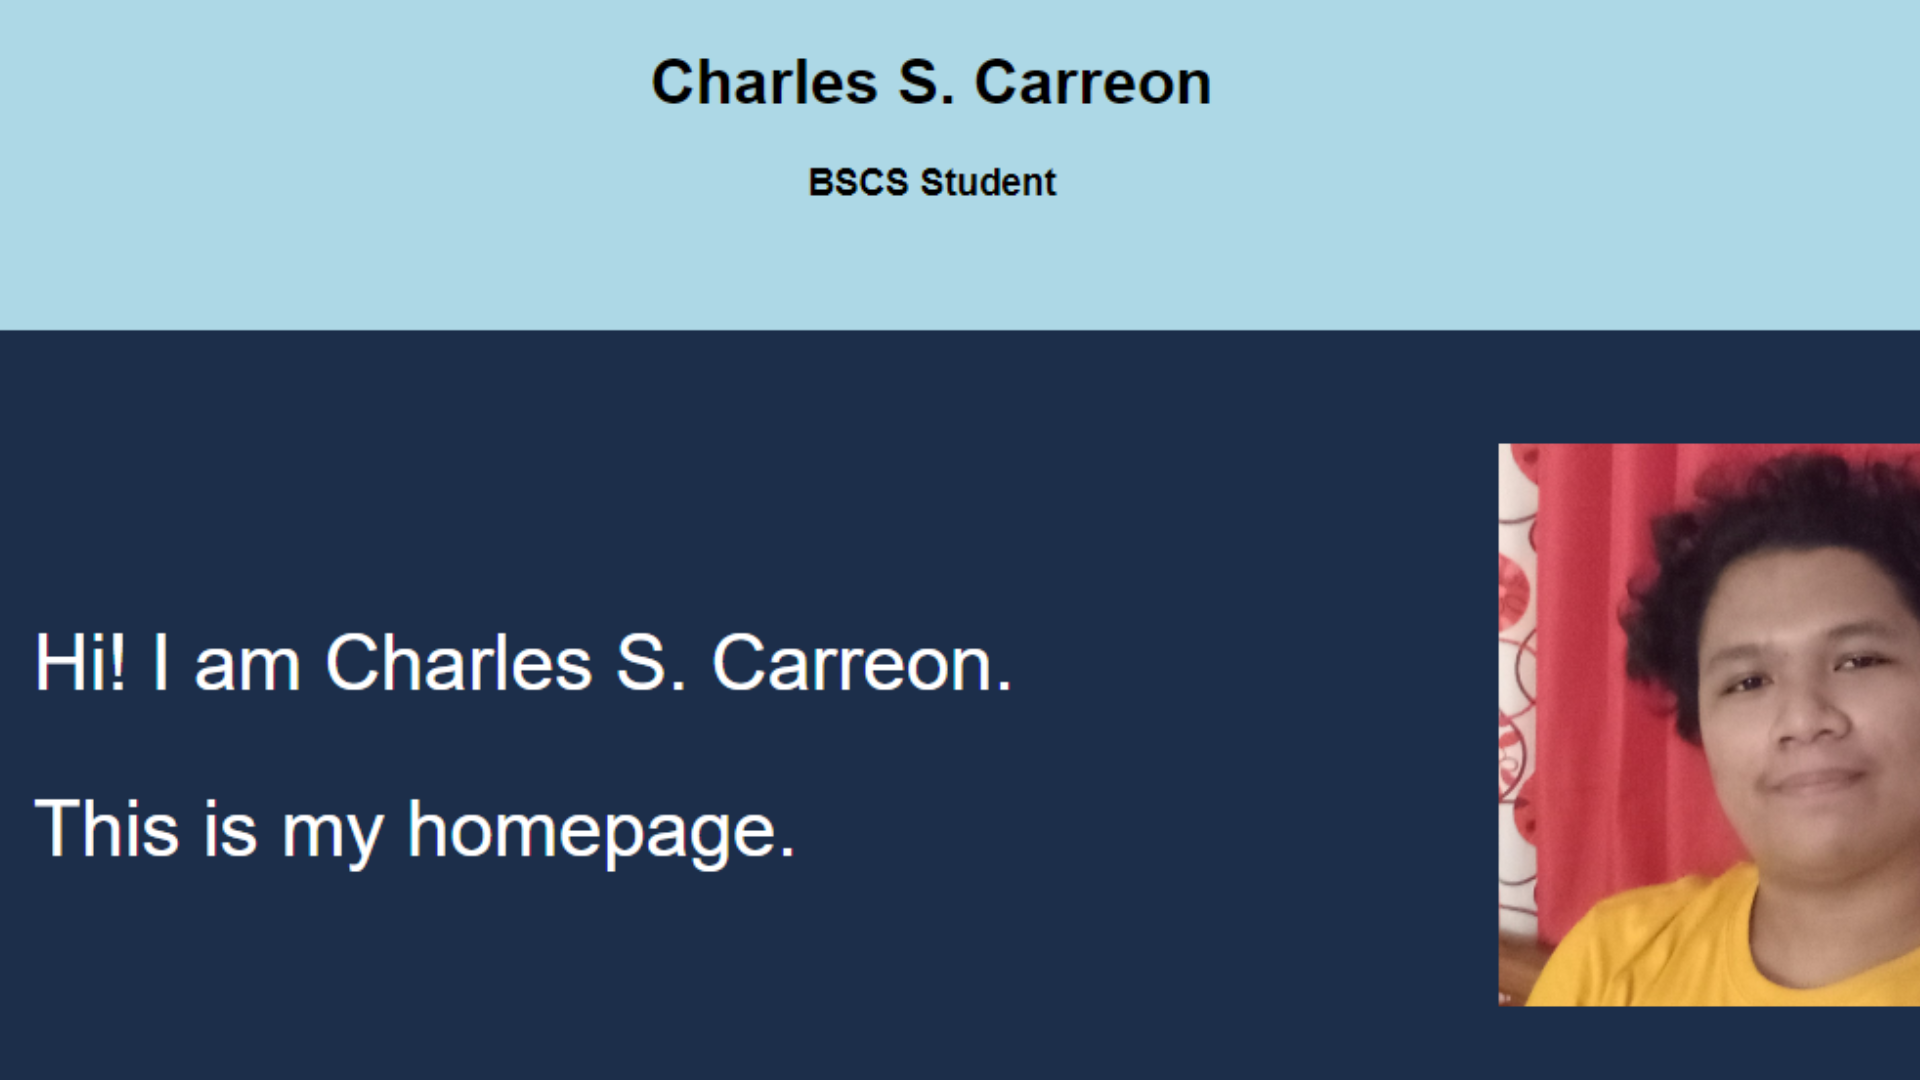 Charles S. Carreon
BSCS Student
Hi! I am Charles S. Carreon.
This is my homepage.